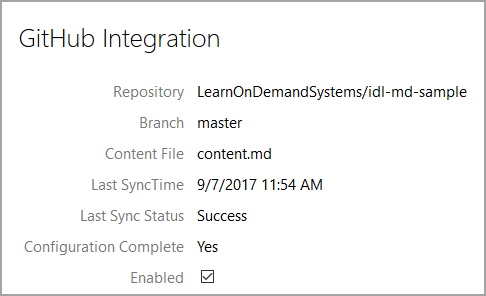 GitHub Integration
Repository LearnOnDemandSystems/idl-md-sample
Branch master
Content File content.md
Last SyncTime 9/7/2017 11:54 AM
Last Sync Status Success
Configuration Complete Yes
Enabled